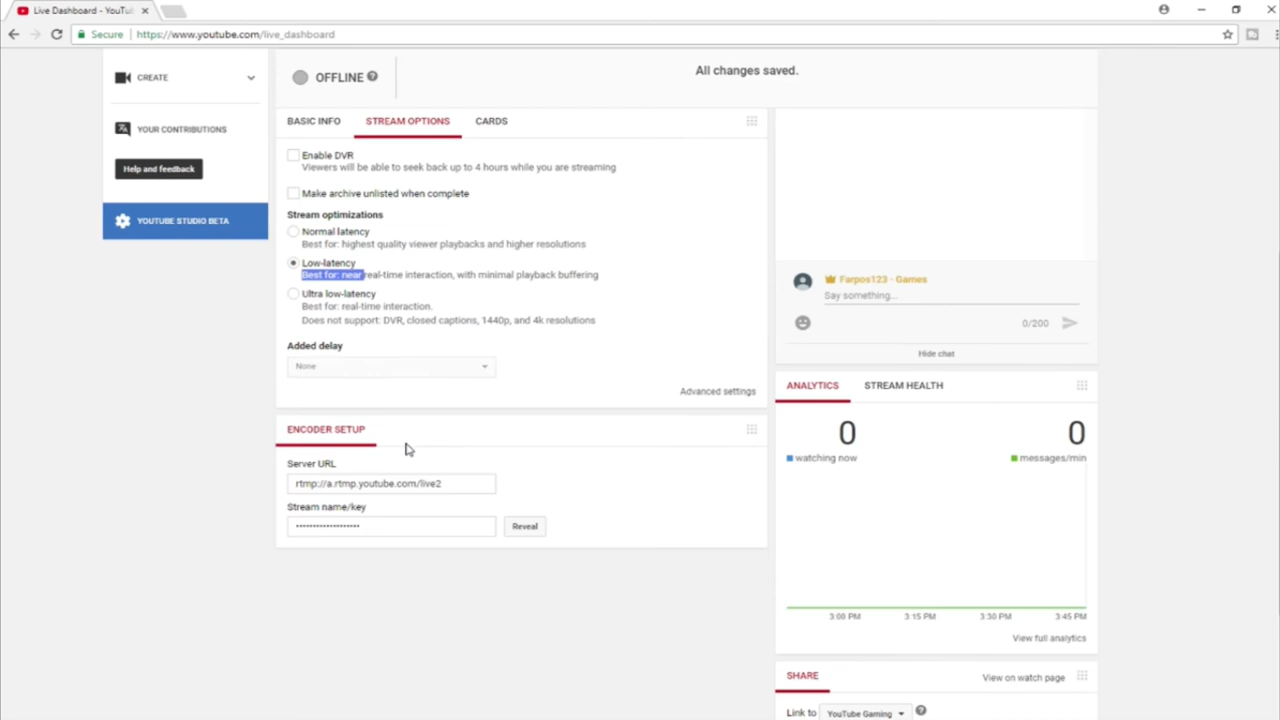 Live Dashboard - YouTu
Secure
https://www.youtube.com/live_dashboard
CREATE
YOUR CONTRIBUTIONS
Help and feedback
YOUTUBE STUDIO BETA
OFFLINE
All changes saved.
BASIC INFO
STREAM OPTIONS
CARDS
Enable DVR
Viewers will be able to seek back up to 4 hours while you are streaming
Make archive unlisted when complete
Stream optimizations
Normal latency
Best for: highest quality viewer playbacks and higher resolutions
Low-latency
Best for: near real-time interaction, with minimal playback buffering
Ultra low-latency
Best for: real-time interaction.
Does not support: DVR, closed captions, 1440p, and 4k resolutions
Added delay
None
Advanced settings
ENCODER SETUP
Server URL
rtmp://a.rtmp.youtube.com/live2
Stream name/key
Reveal
Farpos123 - Games
Say something...
0/200
Hide chat
ANALYTICS
STREAM HEALTH
0
0
watching now
messages/min
3:00 PM
3:15 PM
3:30 PM
3:45 PM
View full analytics
SHARE
View on watch page
Link to
YouTube Gaming